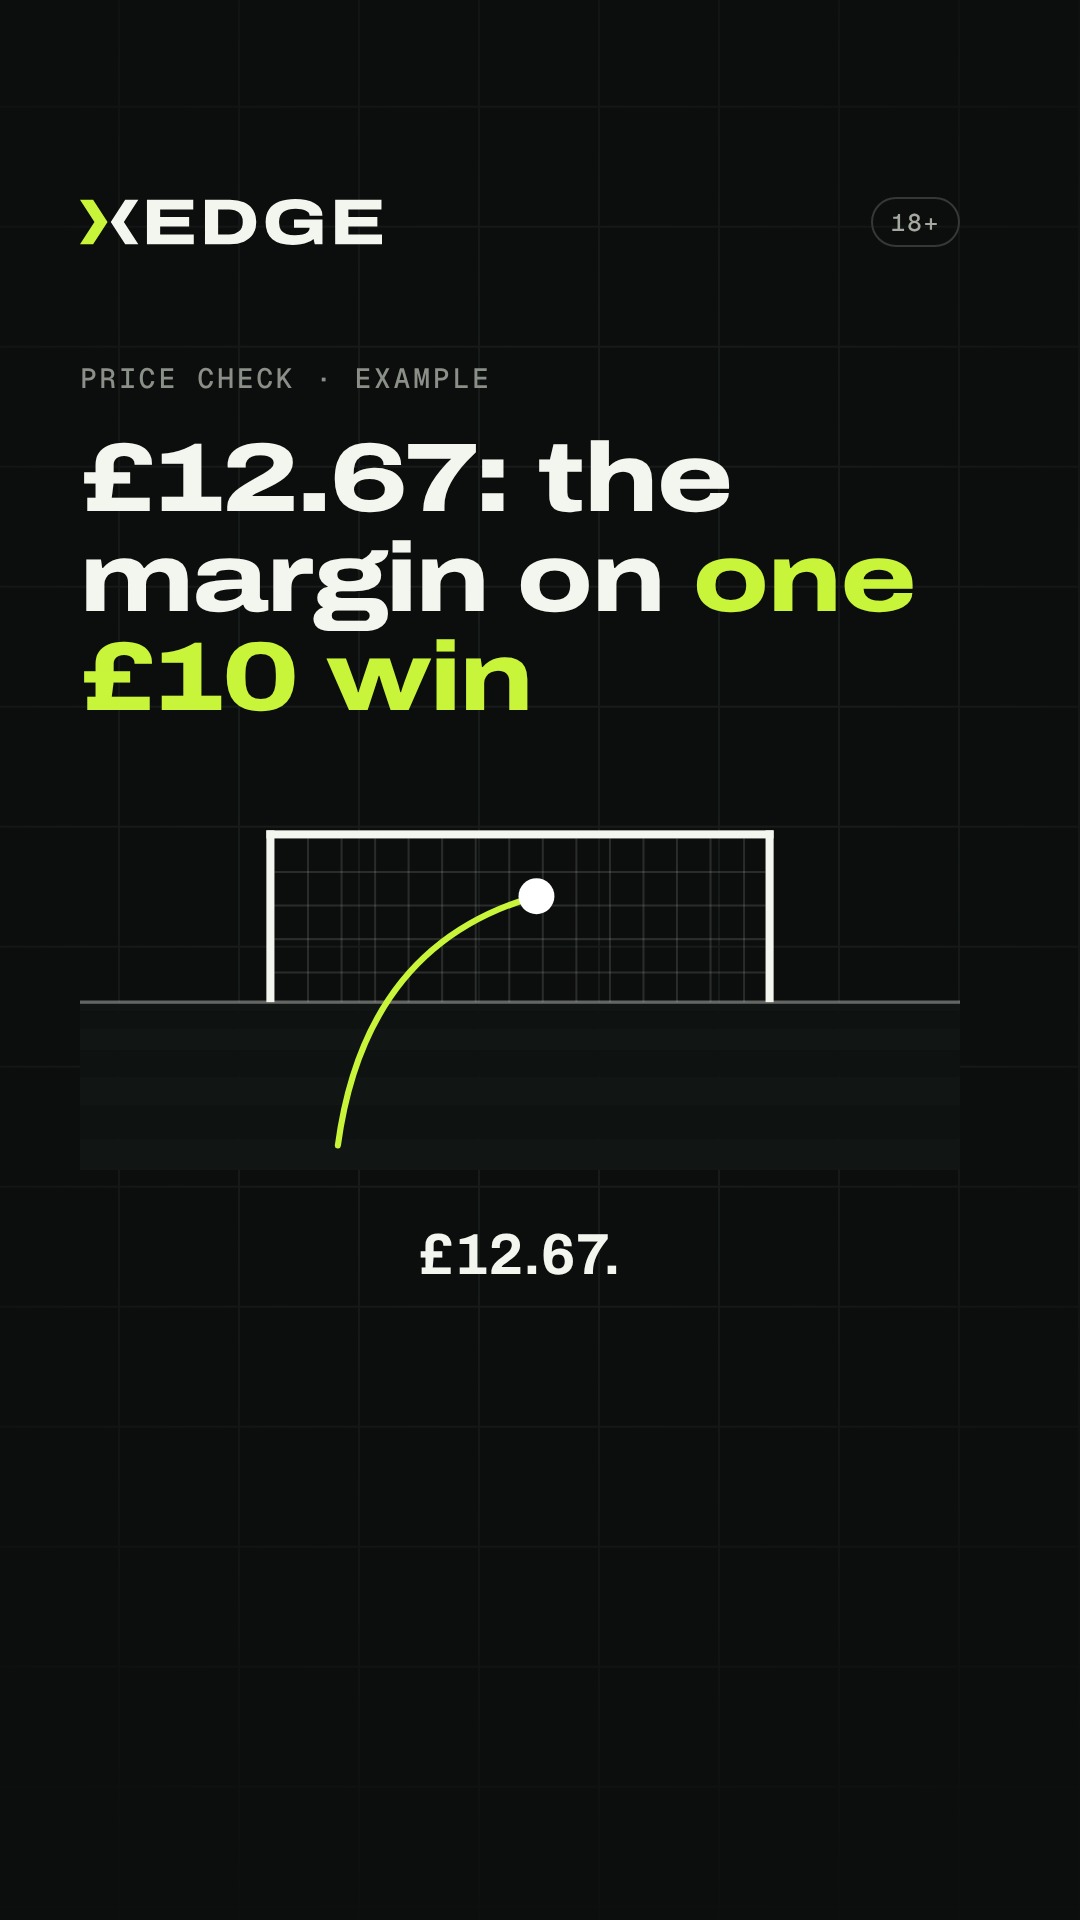 XEDGE
18+
PRICE CHECK · EXAMPLE
£12.67: the
margin on one
£10 win
£12.67.